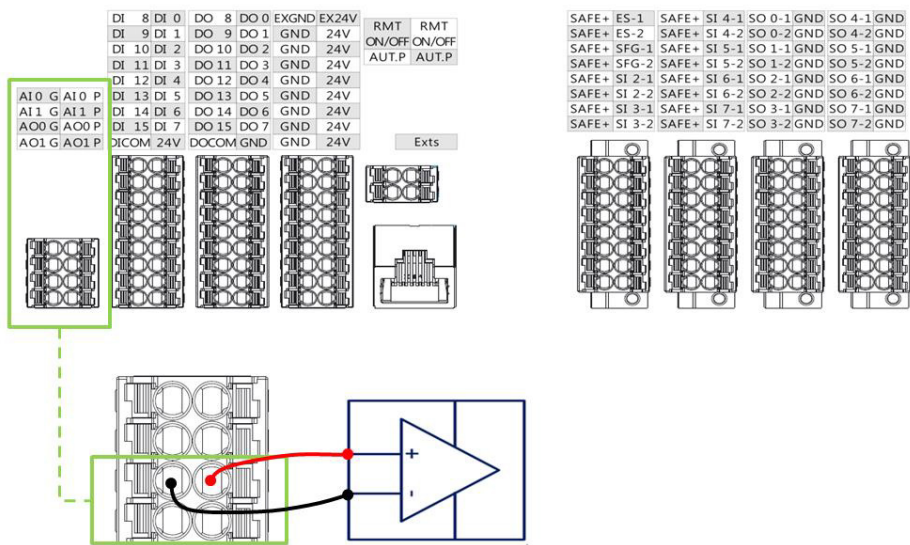 DI 8 DI 0 DO 8 DO 0 EXGND EX24V
DI 9 DI 1 DO 9 DO 1 GND 24V
DI 10 DI 2 DO 10 DO 2 GND 24V
DI 11 DI 3 DO 11 DO 3 GND 24V
DI 12 DI 4 DO 12 DO 4 GND 24V
AI0 G AI0 P DI 13 DI 5 DO 13 DO 5 GND 24V
AI1 G AI1 P DI 14 DI 6 DO 14 DO 6 GND 24V
AO0 G AO0 P DI 15 DI 7 DO 15 DO 7 GND 24V
AO1 G AO1 P DICOM 24V DOCOM GND GND 24V
RMT RMT
ON/OFF ON/OFF
AUT.P AUT.P
Exts
SAFE+ ES-1 SAFE+ SI 4-1 SO 0-1 GND SO 4-1 GND
SAFE+ ES-2 SAFE+ SI 4-2 SO 0-2 GND SO 4-2 GND
SAFE+ SFG-1 SAFE+ SI 5-1 SO 1-1 GND SO 5-1 GND
SAFE+ SFG-2 SAFE+ SI 5-2 SO 1-2 GND SO 5-2 GND
SAFE+ SI 2-1 SAFE+ SI 6-1 SO 2-1 GND SO 6-1 GND
SAFE+ SI 2-2 SAFE+ SI 6-2 SO 2-2 GND SO 6-2 GND
SAFE+ SI 3-1 SAFE+ SI 7-1 SO 3-1 GND SO 7-1 GND
SAFE+ SI 3-2 SAFE+ SI 7-2 SO 3-2 GND SO 7-2 GND
+
-